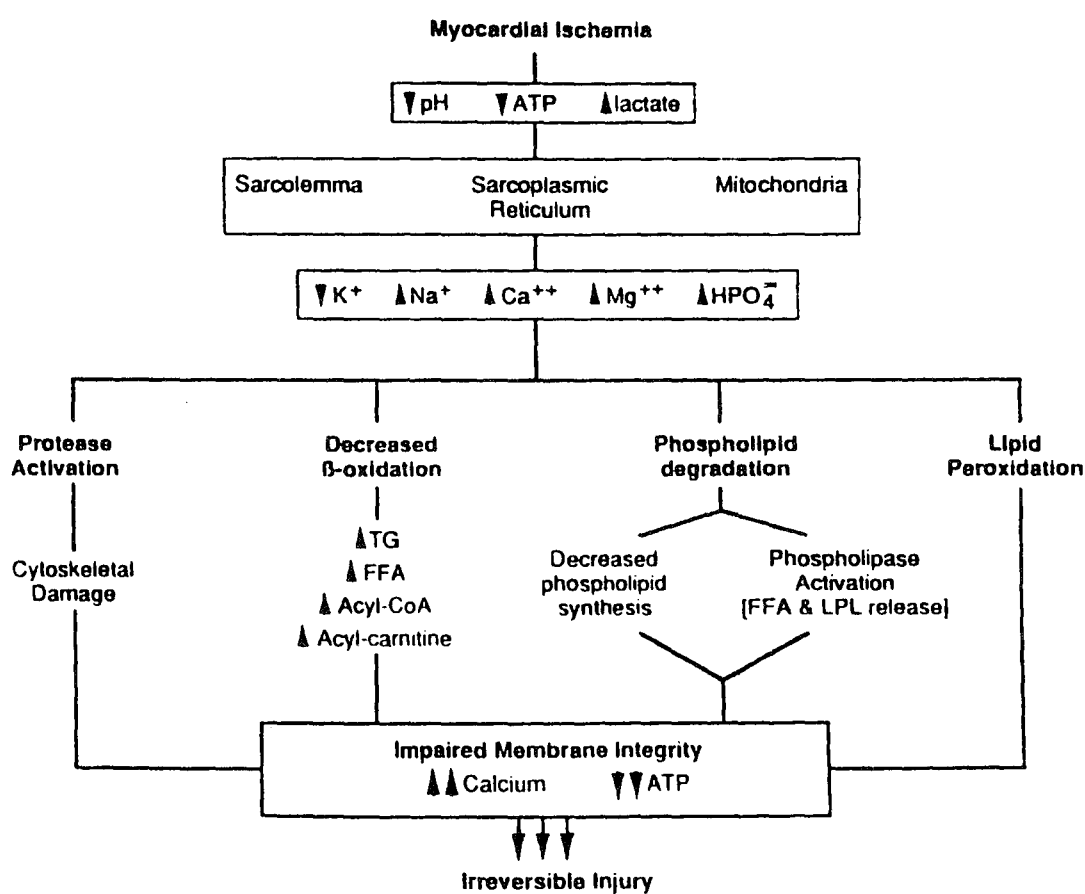 Myocardial Ischemia
▼pH ▼ATP ▲lactate
Sarcolemma Sarcoplasmic Mitochondria
Reticulum
▼K⁺ ▲Na⁺ ▲Ca⁺⁺ ▲Mg⁺⁺ ▲HPO₄⁼
Protease
Activation
Decreased
ß-oxidation
Phospholipid
degradation
Lipid
Peroxidation
Cytoskeletal
Damage
▲TG
▲FFA
▲Acyl-CoA
▲Acyl-carnitine
Decreased
phospholipid
synthesis
Phospholipase
Activation
[FFA & LPL release]
Impaired Membrane Integrity
▲▲Calcium ▼▼ATP
Irreversible Injury